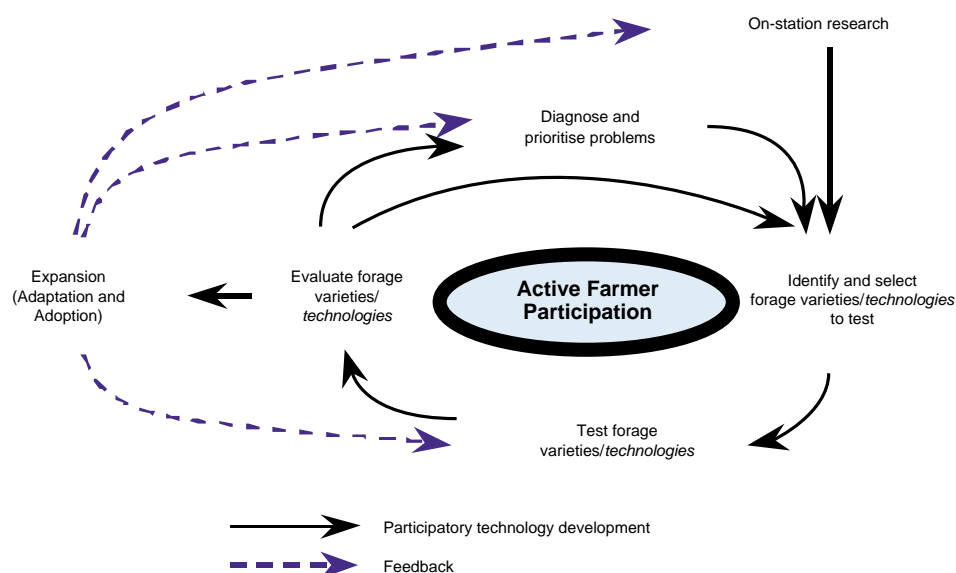 On-station research
Diagnose and
prioritise problems
Expansion
(Adaptation and
Adoption)
Evaluate forage
varieties/
technologies
Active Farmer
Participation
Identify and select
forage varieties/technologies
to test
Test forage
varieties/technologies
Participatory technology development
Feedback